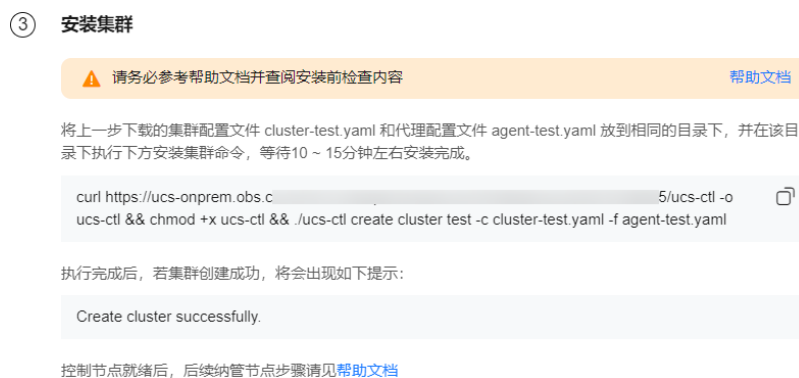 3
安装集群
请务必参考帮助文档并查阅安装前检查内容 帮助文档
将上一步下载的集群配置文件 cluster-test.yaml 和代理配置文件 agent-test.yaml 放到相同的目录下，并在该目
录下执行下方安装集群命令，等待10 ~ 15分钟左右安装完成。
curl https://ucs-onprem.obs.c 5/ucs-ctl -o
ucs-ctl && chmod +x ucs-ctl && ./ucs-ctl create cluster test -c cluster-test.yaml -f agent-test.yaml
执行完成后，若集群创建成功，将会出现如下提示：
Create cluster successfully.
控制节点就绪后，后续纳管节点步骤请见帮助文档